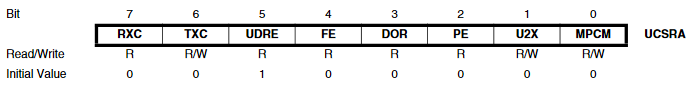 Bit 7 6 5 4 3 2 1 0
RXC TXC UDRE FE DOR PE U2X MPCM UCSRA
Read/Write R R/W R R R R R/W R/W
Initial Value 0 0 1 0 0 0 0 0